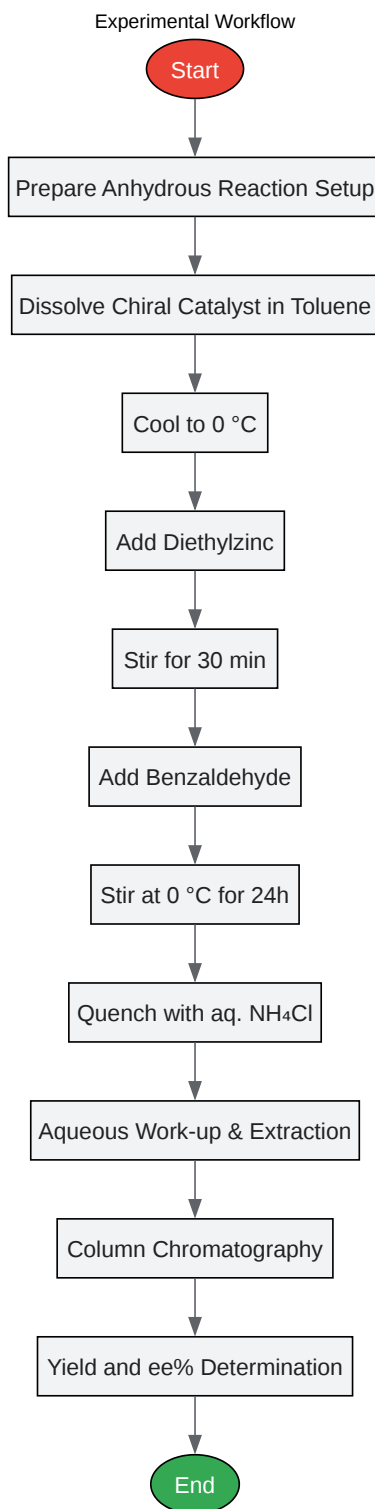 Experimental Workflow
Start
Prepare Anhydrous Reaction Setup
Dissolve Chiral Catalyst in Toluene
Cool to 0 °C
Add Diethylzinc
Stir for 30 min
Add Benzaldehyde
Stir at 0 °C for 24h
Quench with aq. NH₄Cl
Aqueous Work-up & Extraction
Column Chromatography
Yield and ee% Determination
End